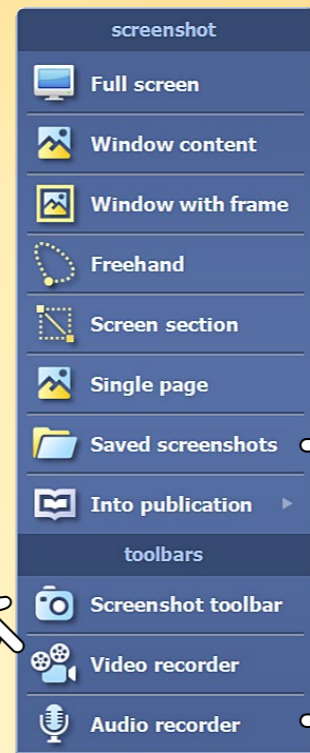 screenshot
Full screen
Window content
Window with frame
Freehand
Screen section
Single page
Saved screenshots
Into publication
toolbars
Screenshot toolbar
Video recorder
Audio recorder